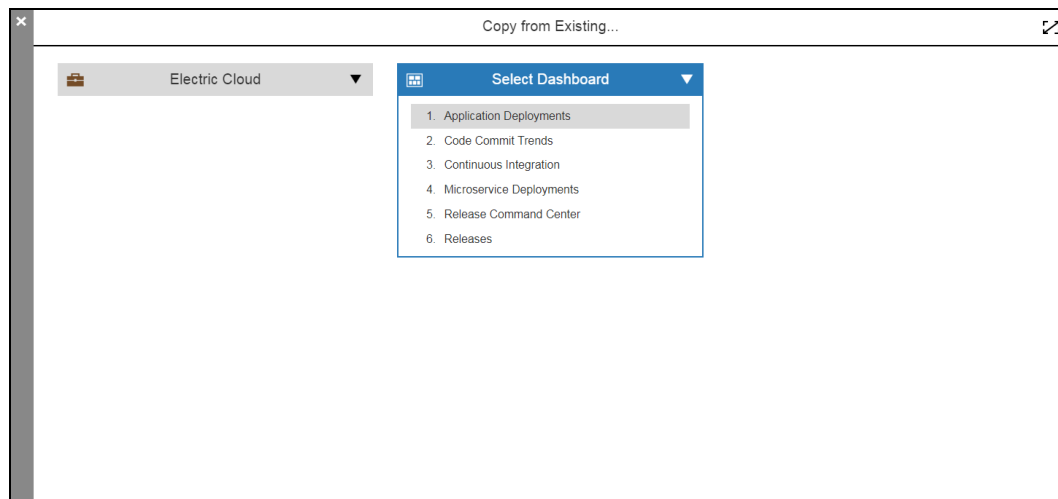 Copy from Existing...
Electric Cloud
Select Dashboard
1. Application Deployments
2. Code Commit Trends
3. Continuous Integration
4. Microservice Deployments
5. Release Command Center
6. Releases